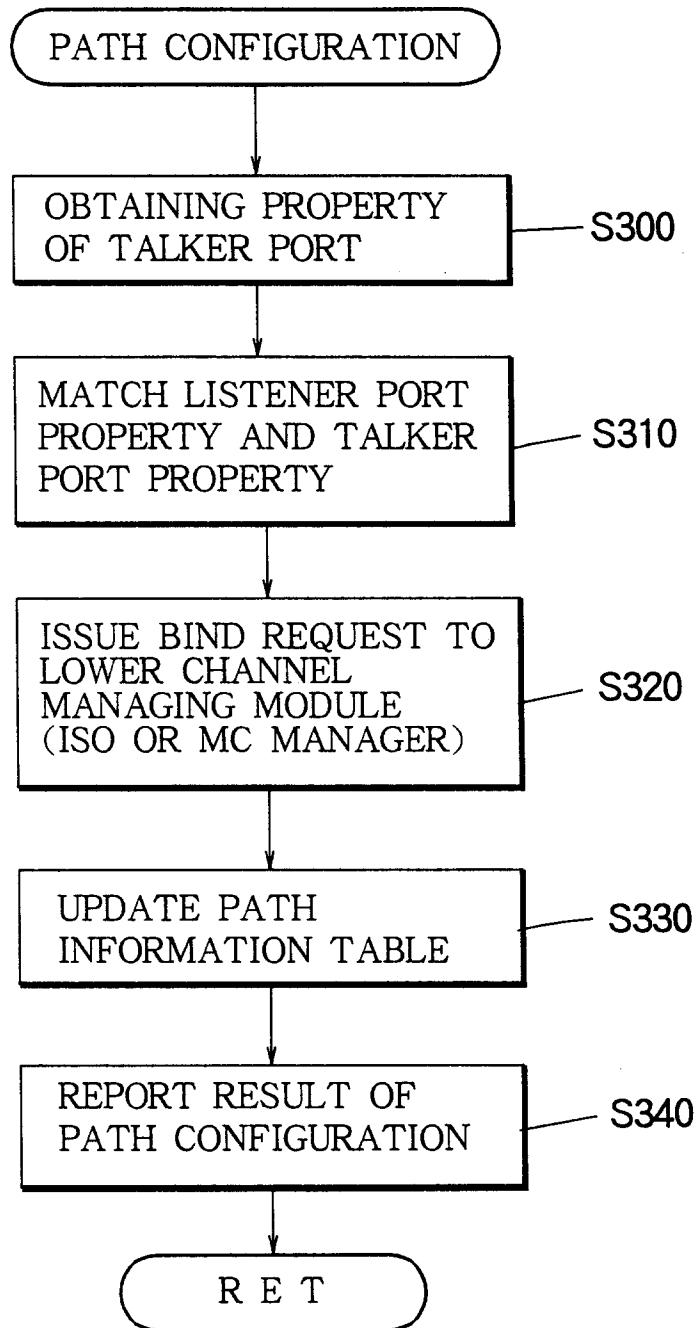 PATH CONFIGURATION
OBTAINING PROPERTY
OF TALKER PORT
S300
MATCH LISTENER PORT
PROPERTY AND TALKER
PORT PROPERTY
S310
ISSUE BIND REQUEST TO
LOWER CHANNEL
MANAGING MODULE
(ISO OR MC MANAGER)
S320
UPDATE PATH
INFORMATION TABLE
S330
REPORT RESULT OF
PATH CONFIGURATION
S340
R E T